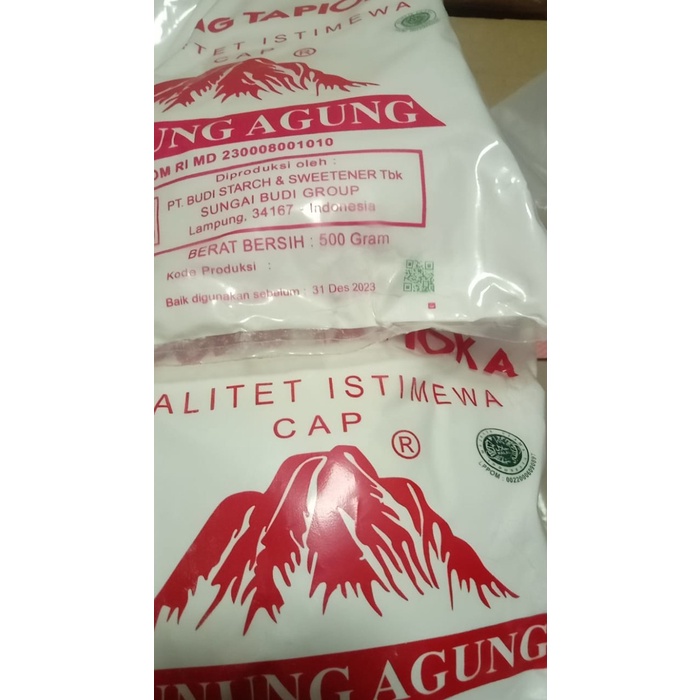 AG TAPIO
ITET ISTIMEWA
CAP ®
UNG AGUNG
OM RI MD 230008001010
Diproduksi oleh :
PT. BUDI STARCH & SWEETENER Tbk
SUNGAI BUDI GROUP
Lampung, 34167 - Indonesia
BERAT BERSIH : 500 Gram
Kode Produksi :
Baik digunakan sebelum : 31 Des 2023
IOKA
ALITET ISTIMEWA
CAP ®
NUNG AGUNG